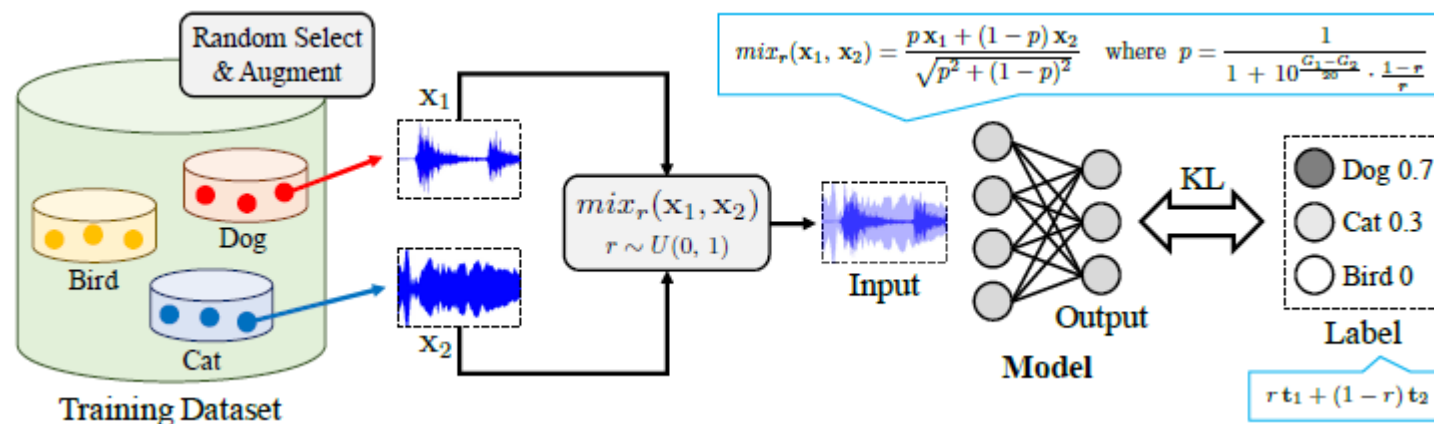 Random Select
& Augment
Dog
Bird
Cat
Training Dataset
x₁
x₂
mixᵣ(x₁, x₂)
r ∼ U(0, 1)
Input
mixᵣ(x₁, x₂) = (p x₁ + (1 − p) x₂) / √(p² + (1 − p)²) where p = 1 / (1 + 10^((G₁−G₂)/20) · (1−r)/r)
Output
Model
KL
Dog 0.7
Cat 0.3
Bird 0
Label
r t₁ + (1 − r) t₂